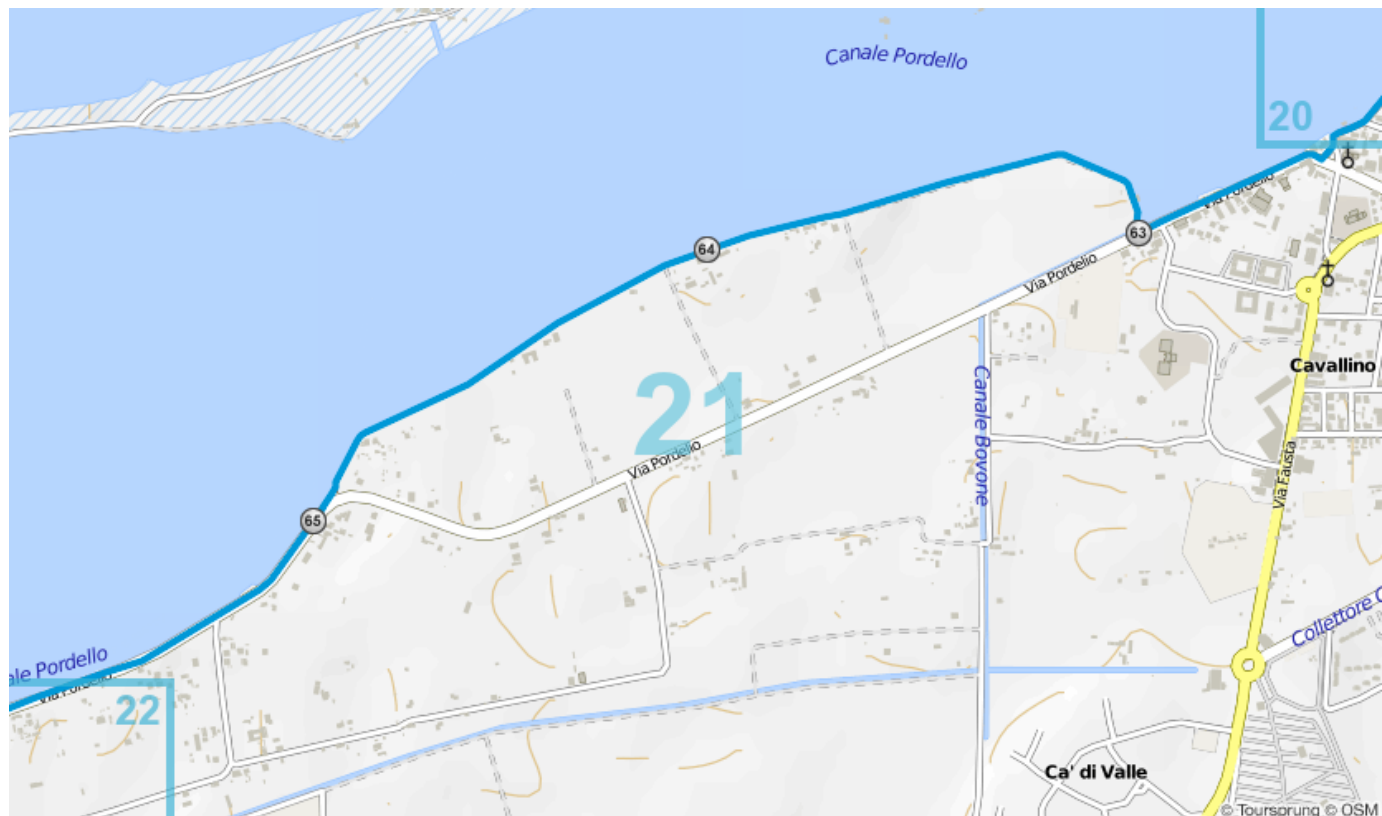 Canale Pordello
20
Via Pordelio
63
64
Via Pordelio
Cavallino
21
Canale Bovone
Via Pordelio
Via Fausta
65
Collettore C
ale Pordello
Via Pordelio
22
Ca' di Valle
© Toursprung © OSM